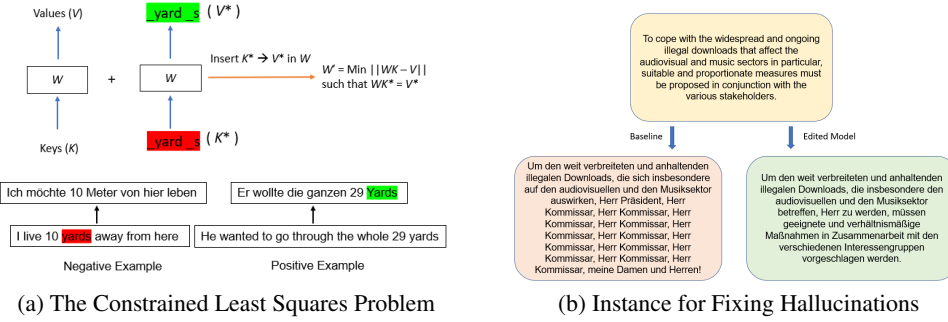 Values (V)
_yard _s ( V* )
W
+
W
Insert K* → V* in W
W' = Min ||WK – V||
such that WK* = V*
Keys (K)
_yard _s ( K* )
Ich möchte 10 Meter von hier leben
Er wollte die ganzen 29 Yards
I live 10 yards away from here
He wanted to go through the whole 29 yards
Negative Example
Positive Example
(a) The Constrained Least Squares Problem
To cope with the widespread and ongoing
illegal downloads that affect the
audiovisual and music sectors in particular,
suitable and proportionate measures must
be proposed in conjunction with the
various stakeholders.
Baseline
Edited Model
Um den weit verbreiteten und anhaltenden
illegalen Downloads, die sich insbesondere
auf den audiovisuellen und den Musiksektor
auswirken, Herr Präsident, Herr
Kommissar, Herr Kommissar, Herr
Kommissar, Herr Kommissar, Herr
Kommissar, Herr Kommissar, Herr
Kommissar, Herr Kommissar, Herr
Kommissar, Herr Kommissar, Herr
Kommissar, meine Damen und Herren!
Um den weit verbreiteten und anhaltenden
illegalen Downloads, die insbesondere den
audiovisuellen und den Musiksektor
betreffen, Herr zu werden, müssen
geeignete und verhältnismäßige
Maßnahmen in Zusammenarbeit mit den
verschiedenen Interessengruppen
vorgeschlagen werden.
(b) Instance for Fixing Hallucinations